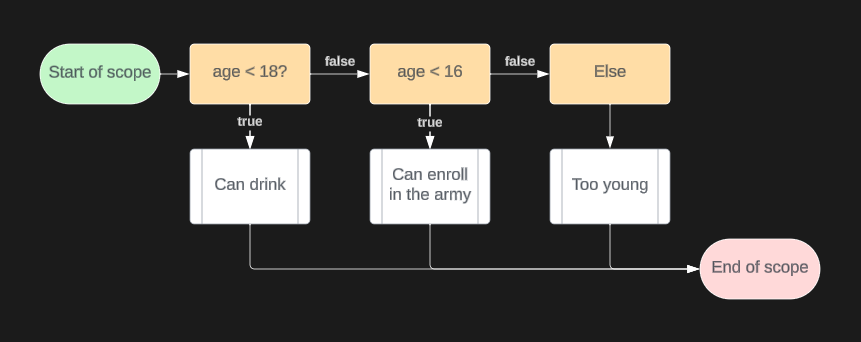 Start of scope
age < 18?
false
age < 16
false
Else
true
true
Can drink
Can enroll
in the army
Too young
End of scope